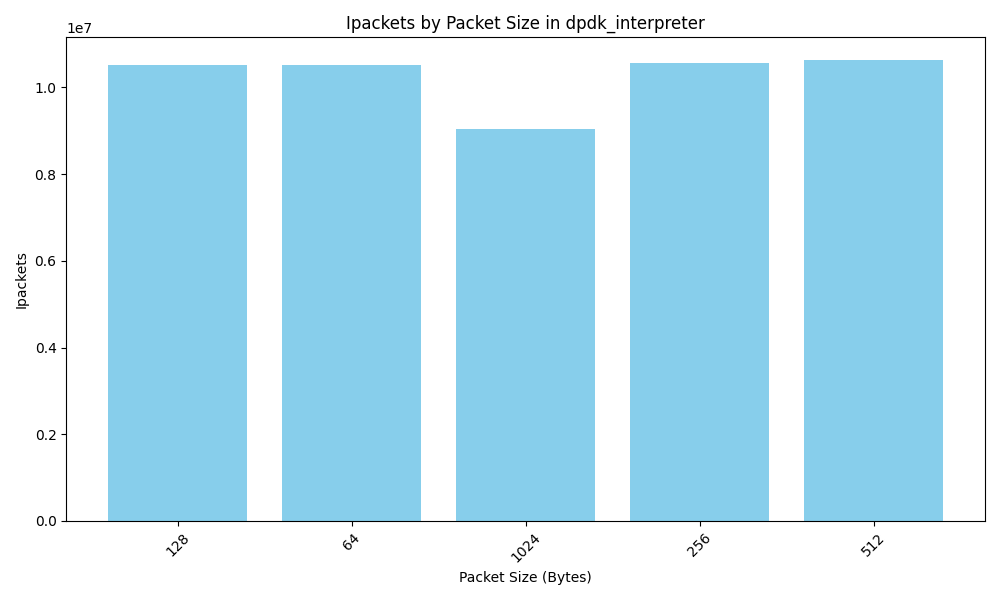 Ipackets by Packet Size in dpdk_interpreter
1e7
1.0
0.8
0.6
0.4
0.2
0.0
Ipackets
128 64 1024 256 512
Packet Size (Bytes)